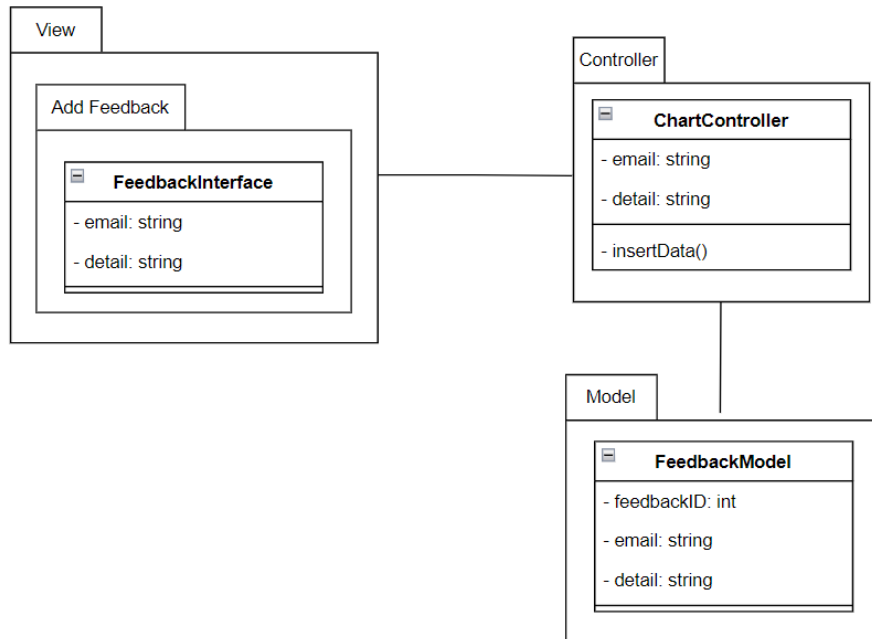 View
Add Feedback
FeedbackInterface
- email: string
- detail: string
Controller
ChartController
- email: string
- detail: string
- insertData()
Model
FeedbackModel
- feedbackID: int
- email: string
- detail: string